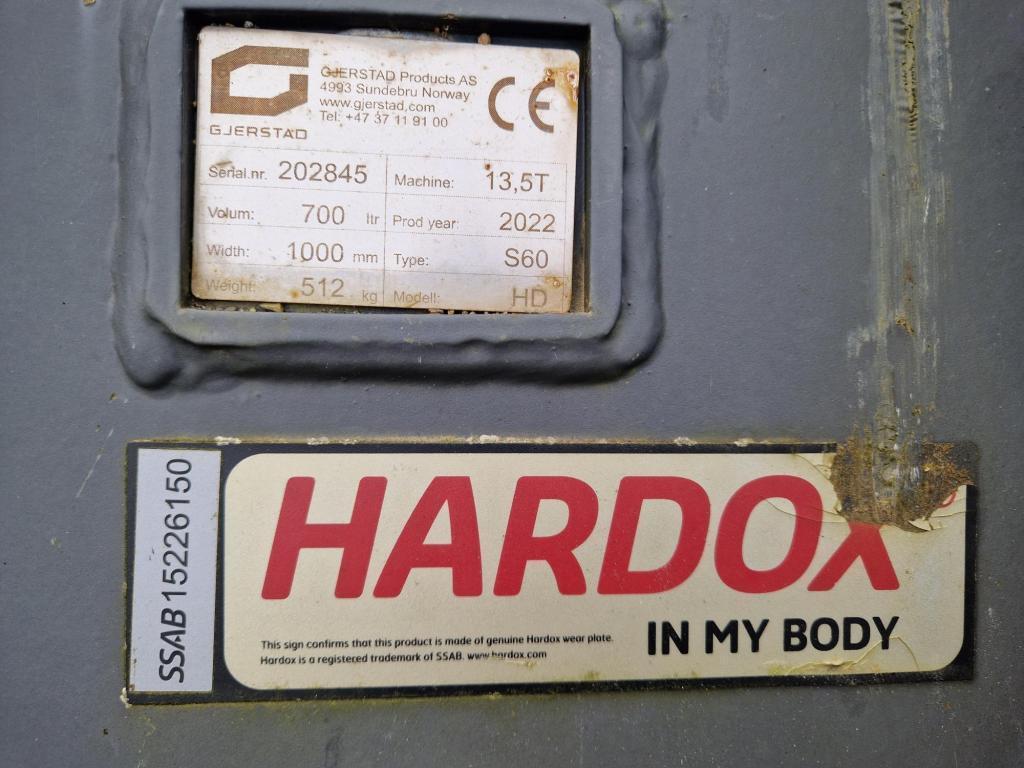 GJERSTAD Products AS
4993 Sundebru Norway
www.gjerstad.com
Tel: +47 37 11 91 00
CE
GJERSTAD
Serial.nr. 202845 Machine: 13,5T
Volum: 700 ltr Prod year: 2022
Width: 1000 mm Type: S60
Weight: 512 kg Modell: HD
SSAB 15226150
HARDOX
IN MY BODY
This sign confirms that this product is made of genuine Hardox wear plate.
Hardox is a registered trademark of SSAB. www.hardox.com